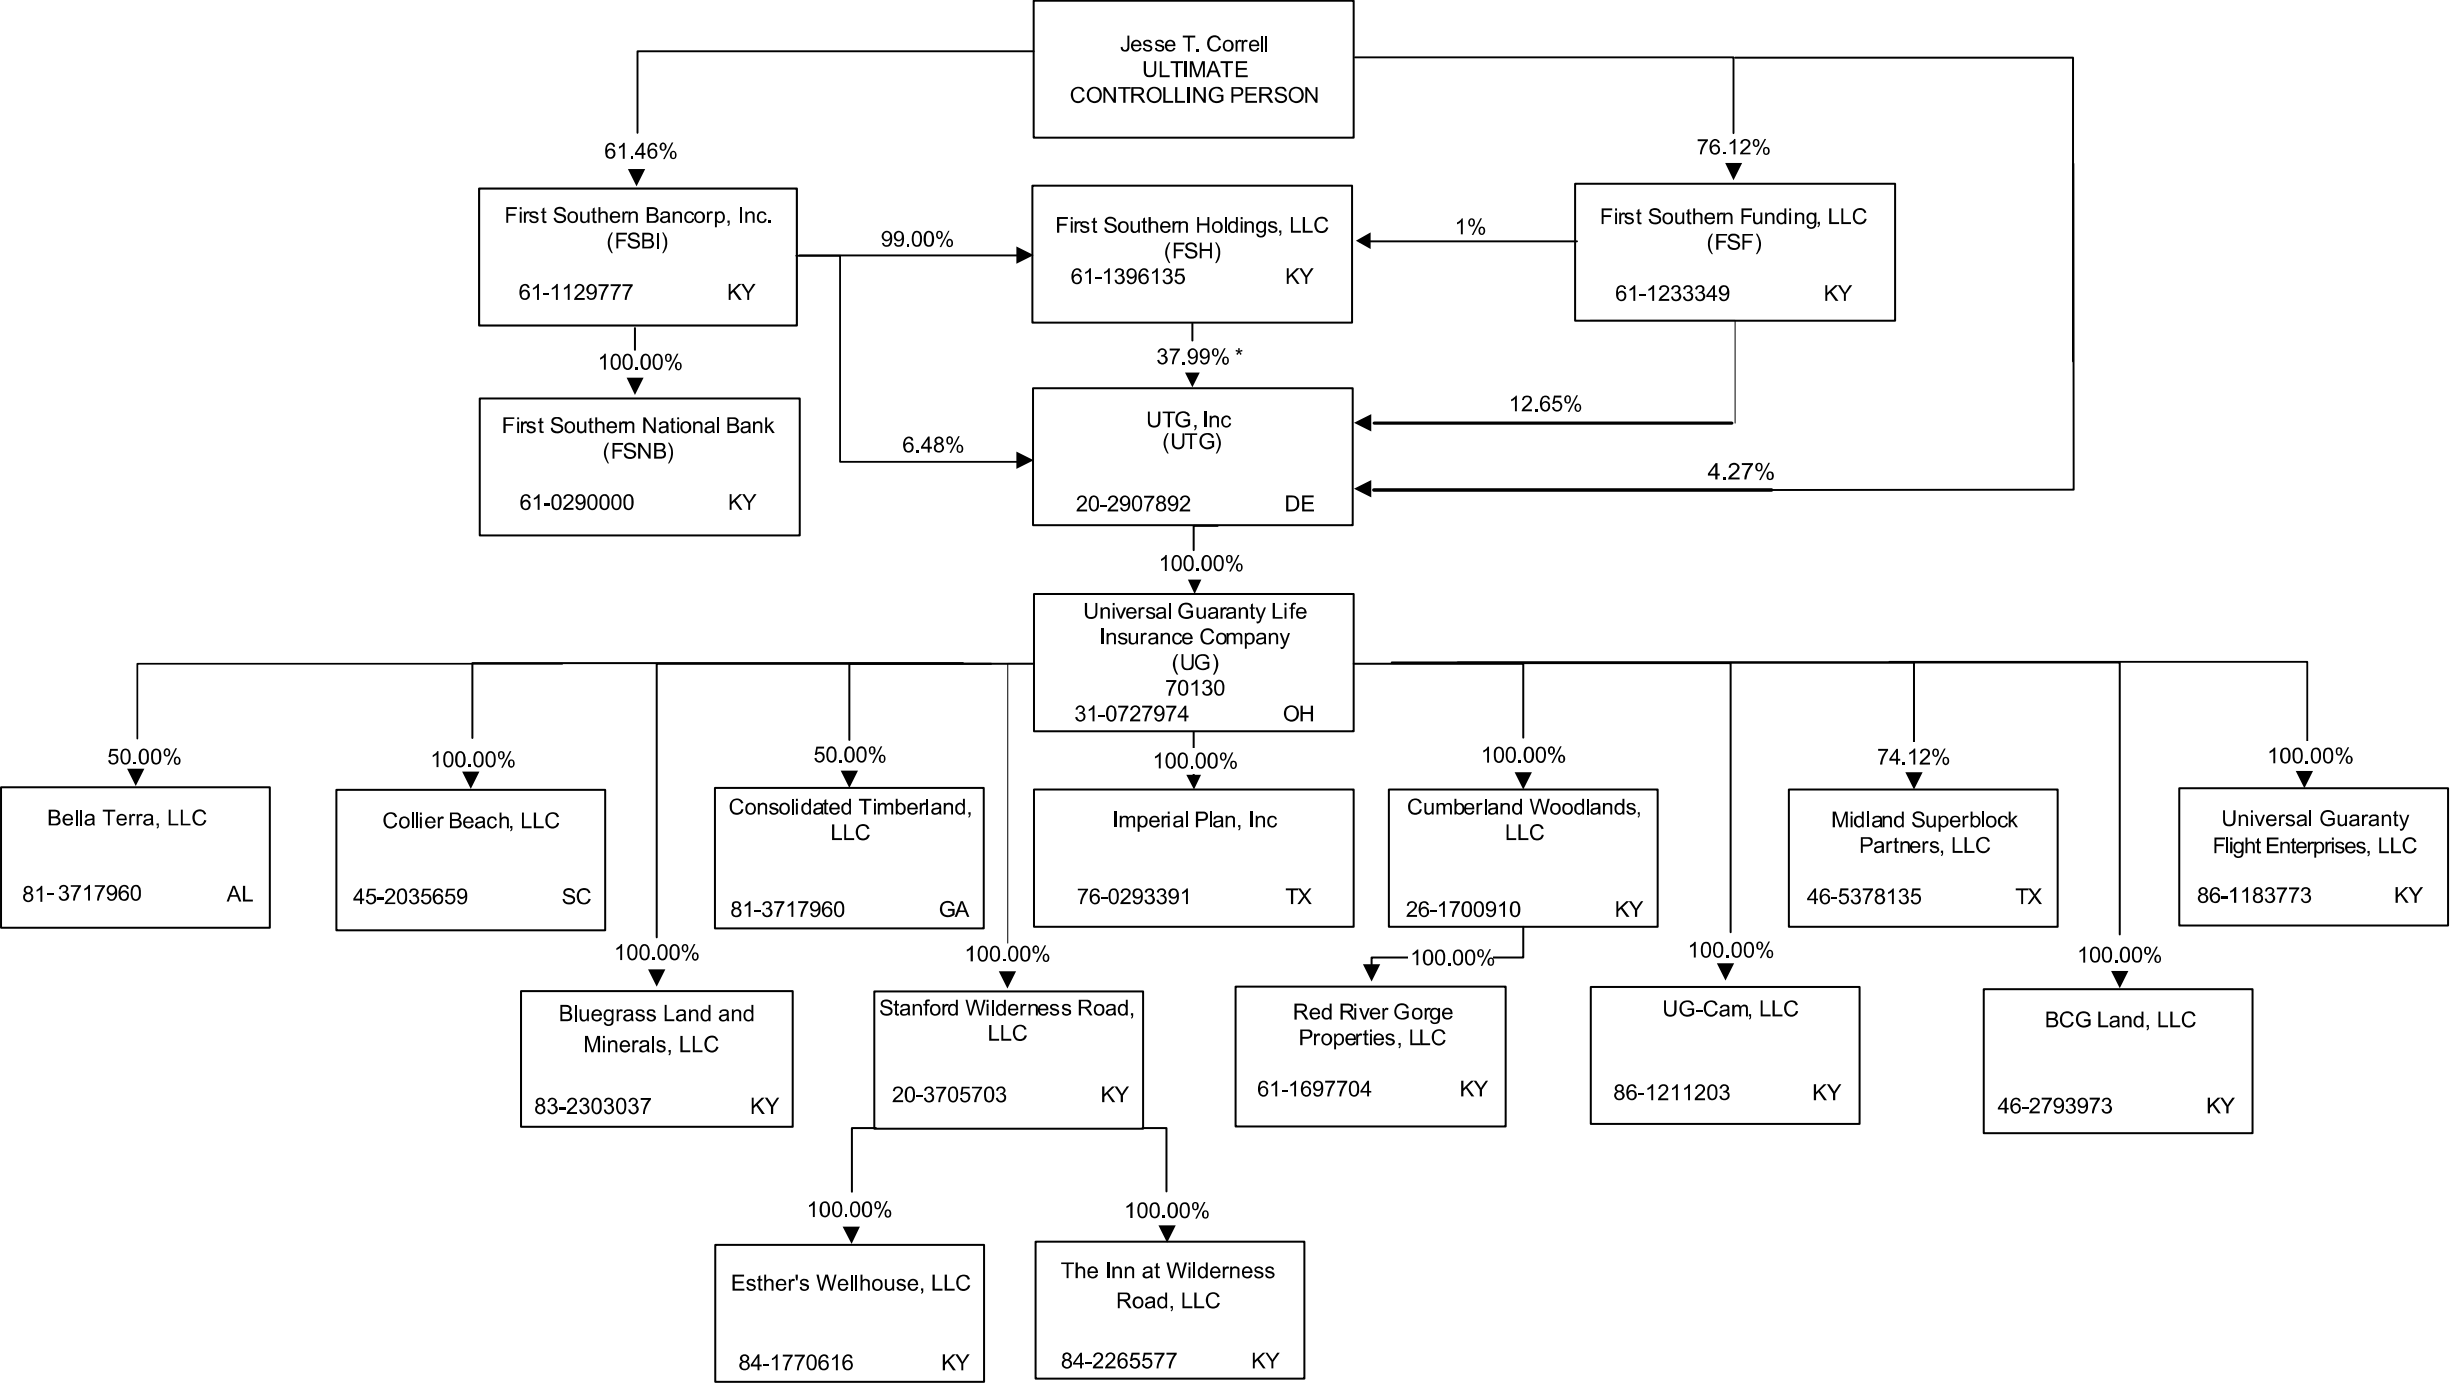 Jesse T. Correll
ULTIMATE
CONTROLLING PERSON
61.46%
76.12%
First Southern Bancorp, Inc.
(FSBI)
61-1129777 KY
99.00%
First Southern Holdings, LLC
(FSH)
61-1396135 KY
1%
First Southern Funding, LLC
(FSF)
61-1233349 KY
100.00%
37.99% *
First Southern National Bank
(FSNB)
61-0290000 KY
6.48%
UTG, Inc
(UTG)
20-2907892 DE
12.65%
4.27%
100.00%
Universal Guaranty Life
Insurance Company
(UG)
70130
31-0727974 OH
50.00%
100.00%
50.00%
100.00%
100.00%
74.12%
100.00%
Bella Terra, LLC
81-3717960 AL
Collier Beach, LLC
45-2035659 SC
Consolidated Timberland,
LLC
81-3717960 GA
Imperial Plan, Inc
76-0293391 TX
Cumberland Woodlands,
LLC
26-1700910 KY
Midland Superblock
Partners, LLC
46-5378135 TX
Universal Guaranty
Flight Enterprises, LLC
86-1183773 KY
100.00%
100.00%
100.00%
100.00%
100.00%
Bluegrass Land and
Minerals, LLC
83-2303037 KY
Stanford Wilderness Road,
LLC
20-3705703 KY
Red River Gorge
Properties, LLC
61-1697704 KY
UG-Cam, LLC
86-1211203 KY
BCG Land, LLC
46-2793973 KY
100.00%
100.00%
Esther's Wellhouse, LLC
84-1770616 KY
The Inn at Wilderness
Road, LLC
84-2265577 KY